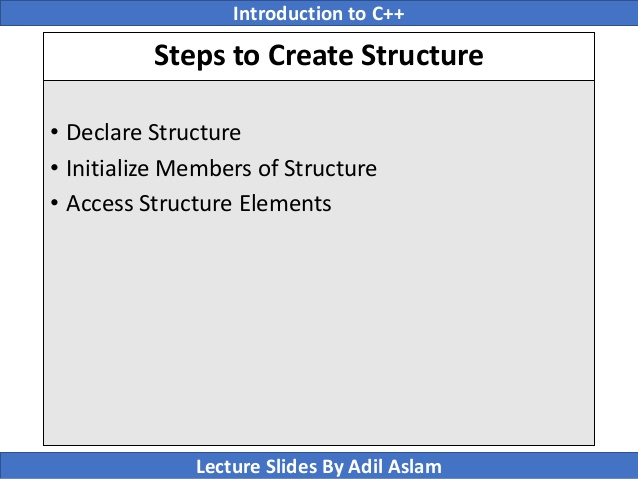 Introduction to C++
Steps to Create Structure
• Declare Structure
• Initialize Members of Structure
• Access Structure Elements
Lecture Slides By Adil Aslam